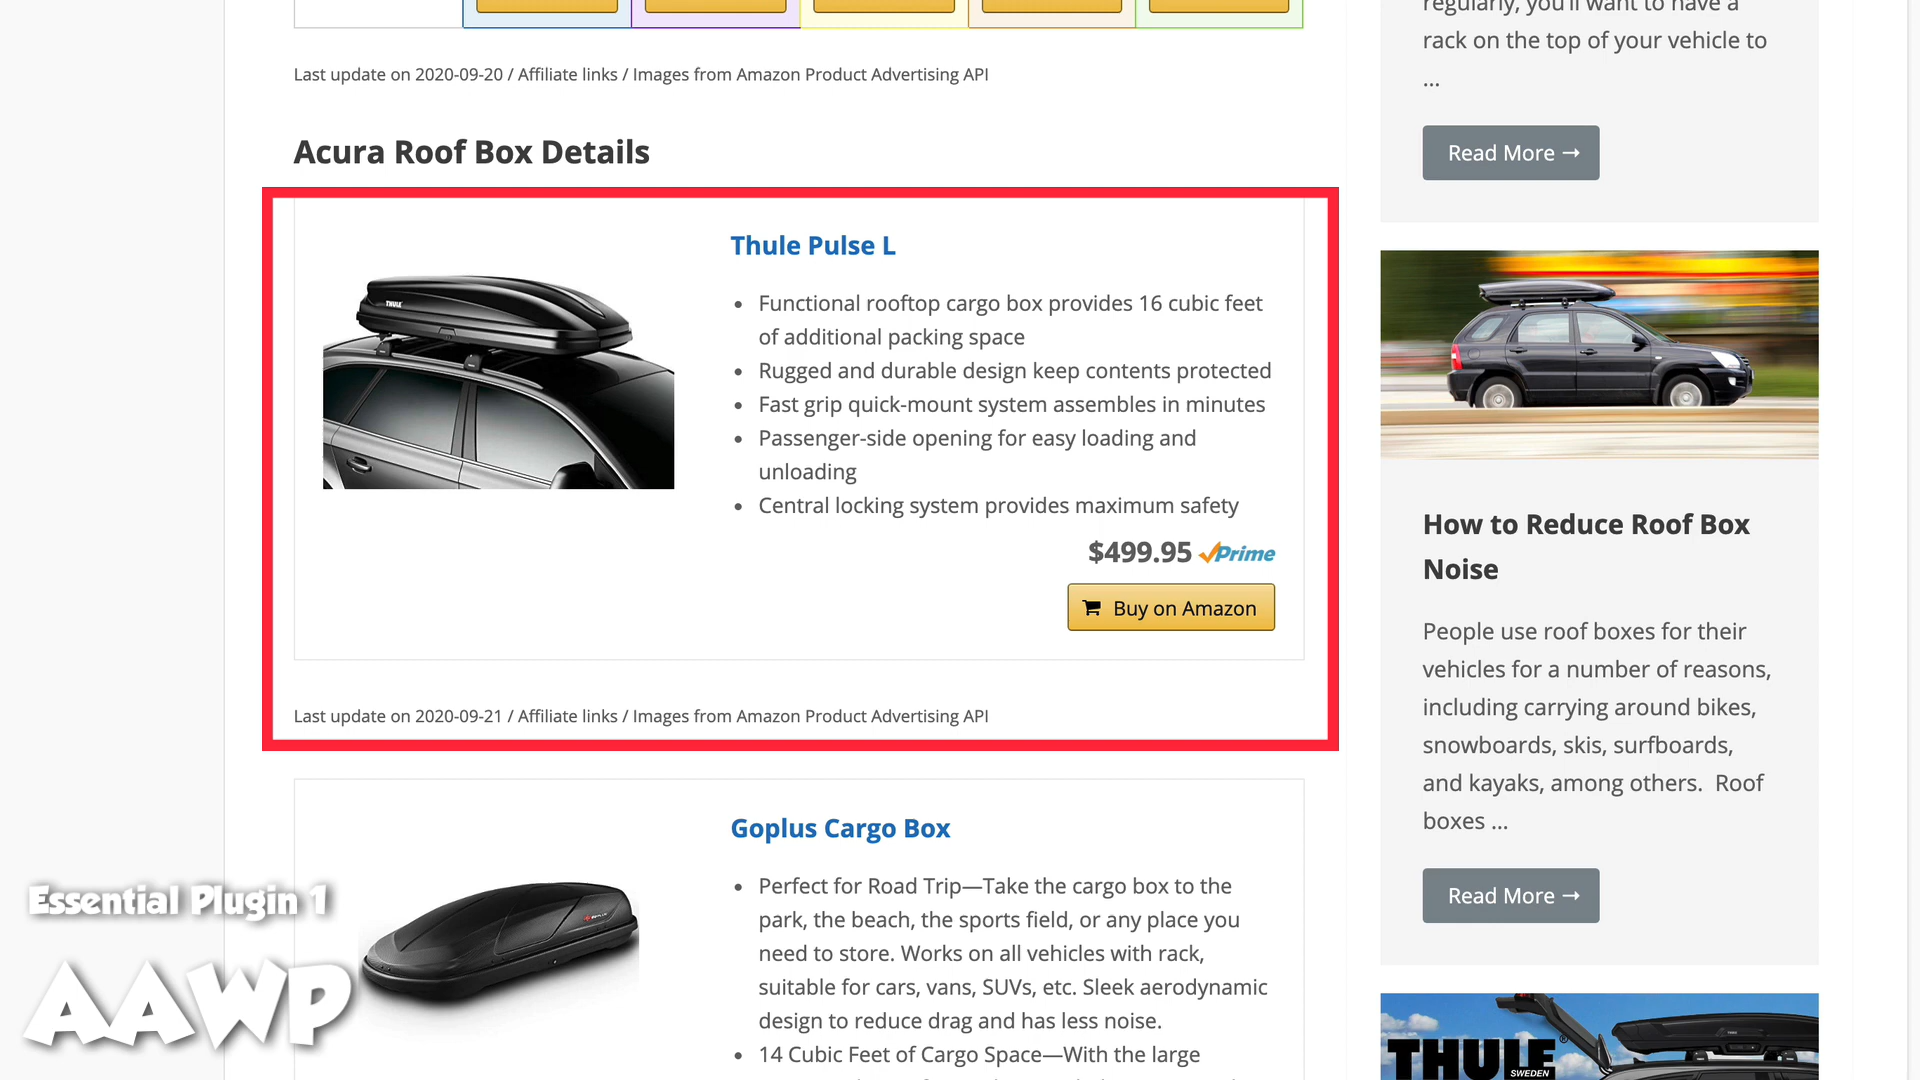 Last update on 2020-09-20 / Affiliate links / Images from Amazon Product Advertising API
Acura Roof Box Details
THULE
Thule Pulse L
• Functional rooftop cargo box provides 16 cubic feet
of additional packing space
• Rugged and durable design keep contents protected
• Fast grip quick-mount system assembles in minutes
• Passenger-side opening for easy loading and
unloading
• Central locking system provides maximum safety
$499.95 Prime
Buy on Amazon
Last update on 2020-09-21 / Affiliate links / Images from Amazon Product Advertising API
Goplus Cargo Box
• Perfect for Road Trip—Take the cargo box to the
park, the beach, the sports field, or any place you
need to store. Works on all vehicles with rack,
suitable for cars, vans, SUVs, etc. Sleek aerodynamic
design to reduce drag and has less noise.
• 14 Cubic Feet of Cargo Space—With the large
Essential Plugin 1
AAWP
regularly, you'll want to have a
rack on the top of your vehicle to
...
Read More →
How to Reduce Roof Box
Noise
People use roof boxes for their
vehicles for a number of reasons,
including carrying around bikes,
snowboards, skis, surfboards,
and kayaks, among others.  Roof
boxes ...
Read More →
THULE®
SWEDEN